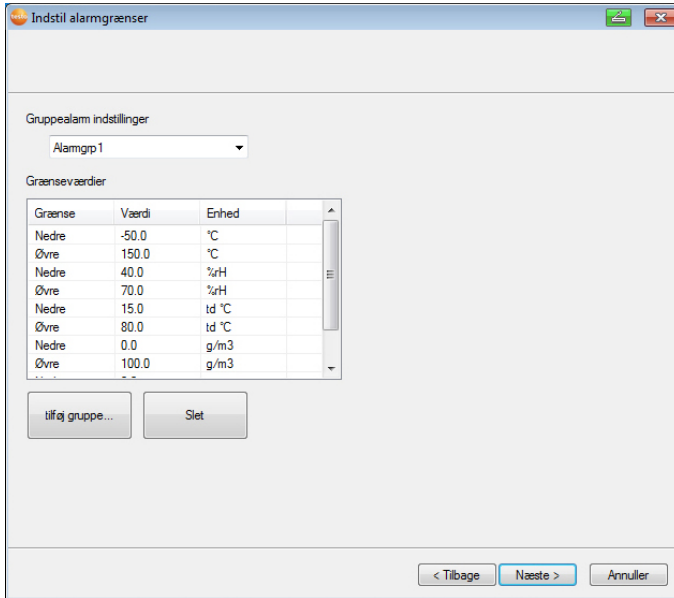 testo Indstil alarmgrænser
Gruppealarm indstillinger
Alarmgrp1
Grænseværdier
Grænse Værdi Enhed
Nedre -50.0 °C
Øvre 150.0 °C
Nedre 40.0 %rH
Øvre 70.0 %rH
Nedre 15.0 td °C
Øvre 80.0 td °C
Nedre 0.0 g/m3
Øvre 100.0 g/m3
tilføj gruppe... Slet
< Tilbage Næste > Annuller